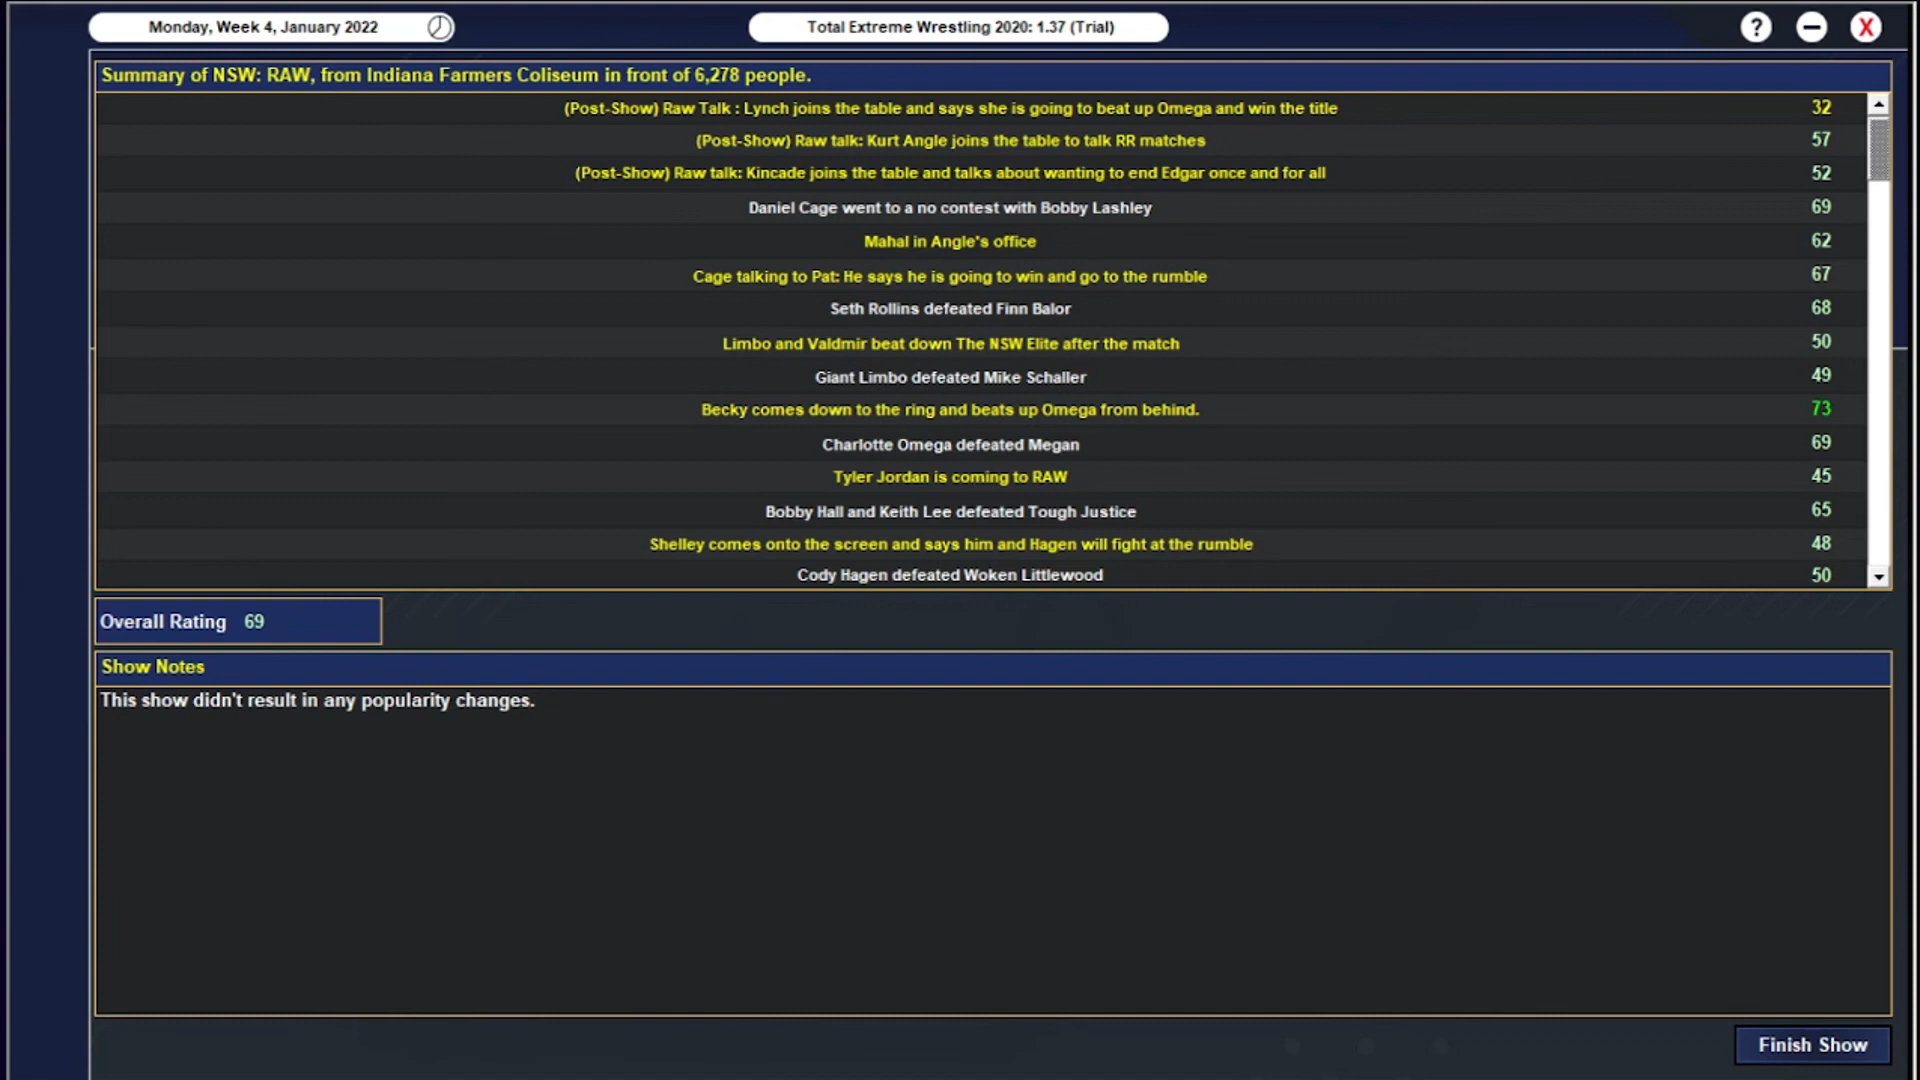 Monday, Week 4, January 2022
Total Extreme Wrestling 2020: 1.37 (Trial)
? X
Summary of NSW: RAW, from Indiana Farmers Coliseum in front of 6,278 people.
(Post-Show) Raw Talk : Lynch joins the table and says she is going to beat up Omega and win the title 32
(Post-Show) Raw talk: Kurt Angle joins the table to talk RR matches 57
(Post-Show) Raw talk: Kincade joins the table and talks about wanting to end Edgar once and for all 52
Daniel Cage went to a no contest with Bobby Lashley 69
Mahal in Angle's office 62
Cage talking to Pat: He says he is going to win and go to the rumble 67
Seth Rollins defeated Finn Balor 68
Limbo and Valdmir beat down The NSW Elite after the match 50
Giant Limbo defeated Mike Schaller 49
Becky comes down to the ring and beats up Omega from behind. 73
Charlotte Omega defeated Megan 69
Tyler Jordan is coming to RAW 45
Bobby Hall and Keith Lee defeated Tough Justice 65
Shelley comes onto the screen and says him and Hagen will fight at the rumble 48
Cody Hagen defeated Woken Littlewood 50
Overall Rating 69
Show Notes
This show didn't result in any popularity changes.
Finish Show